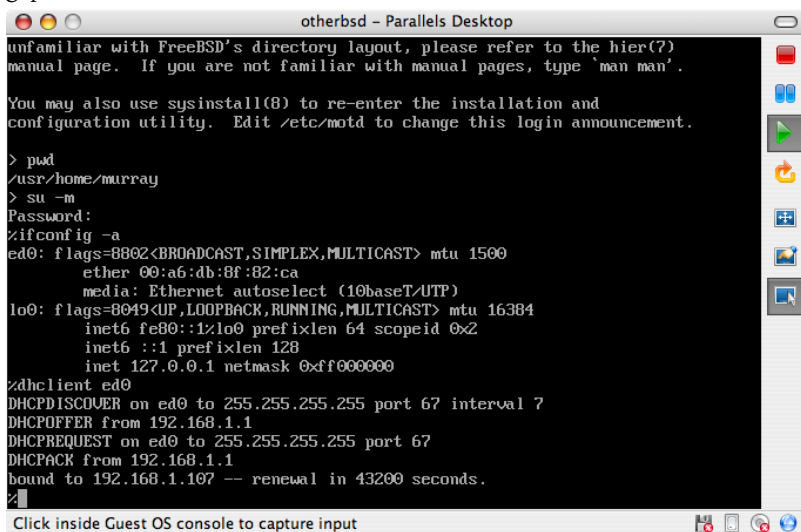 otherbsd – Parallels Desktop
unfamiliar with FreeBSD's directory layout, please refer to the hier(7)
manual page.  If you are not familiar with manual pages, type `man man'.
You may also use sysinstall(8) to re-enter the installation and
configuration utility.  Edit /etc/motd to change this login announcement.
> pwd
/usr/home/murray
> su -m
Password:
%ifconfig -a
ed0: flags=8802<BROADCAST,SIMPLEX,MULTICAST> mtu 1500
        ether 00:a6:db:8f:82:ca
        media: Ethernet autoselect (10baseT/UTP)
lo0: flags=8049<UP,LOOPBACK,RUNNING,MULTICAST> mtu 16384
        inet6 fe80::1%lo0 prefixlen 64 scopeid 0x2
        inet6 ::1 prefixlen 128
        inet 127.0.0.1 netmask 0xff000000
%dhclient ed0
DHCPDISCOVER on ed0 to 255.255.255.255 port 67 interval 7
DHCPOFFER from 192.168.1.1
DHCPREQUEST on ed0 to 255.255.255.255 port 67
DHCPACK from 192.168.1.1
bound to 192.168.1.107 -- renewal in 43200 seconds.
%
Click inside Guest OS console to capture input